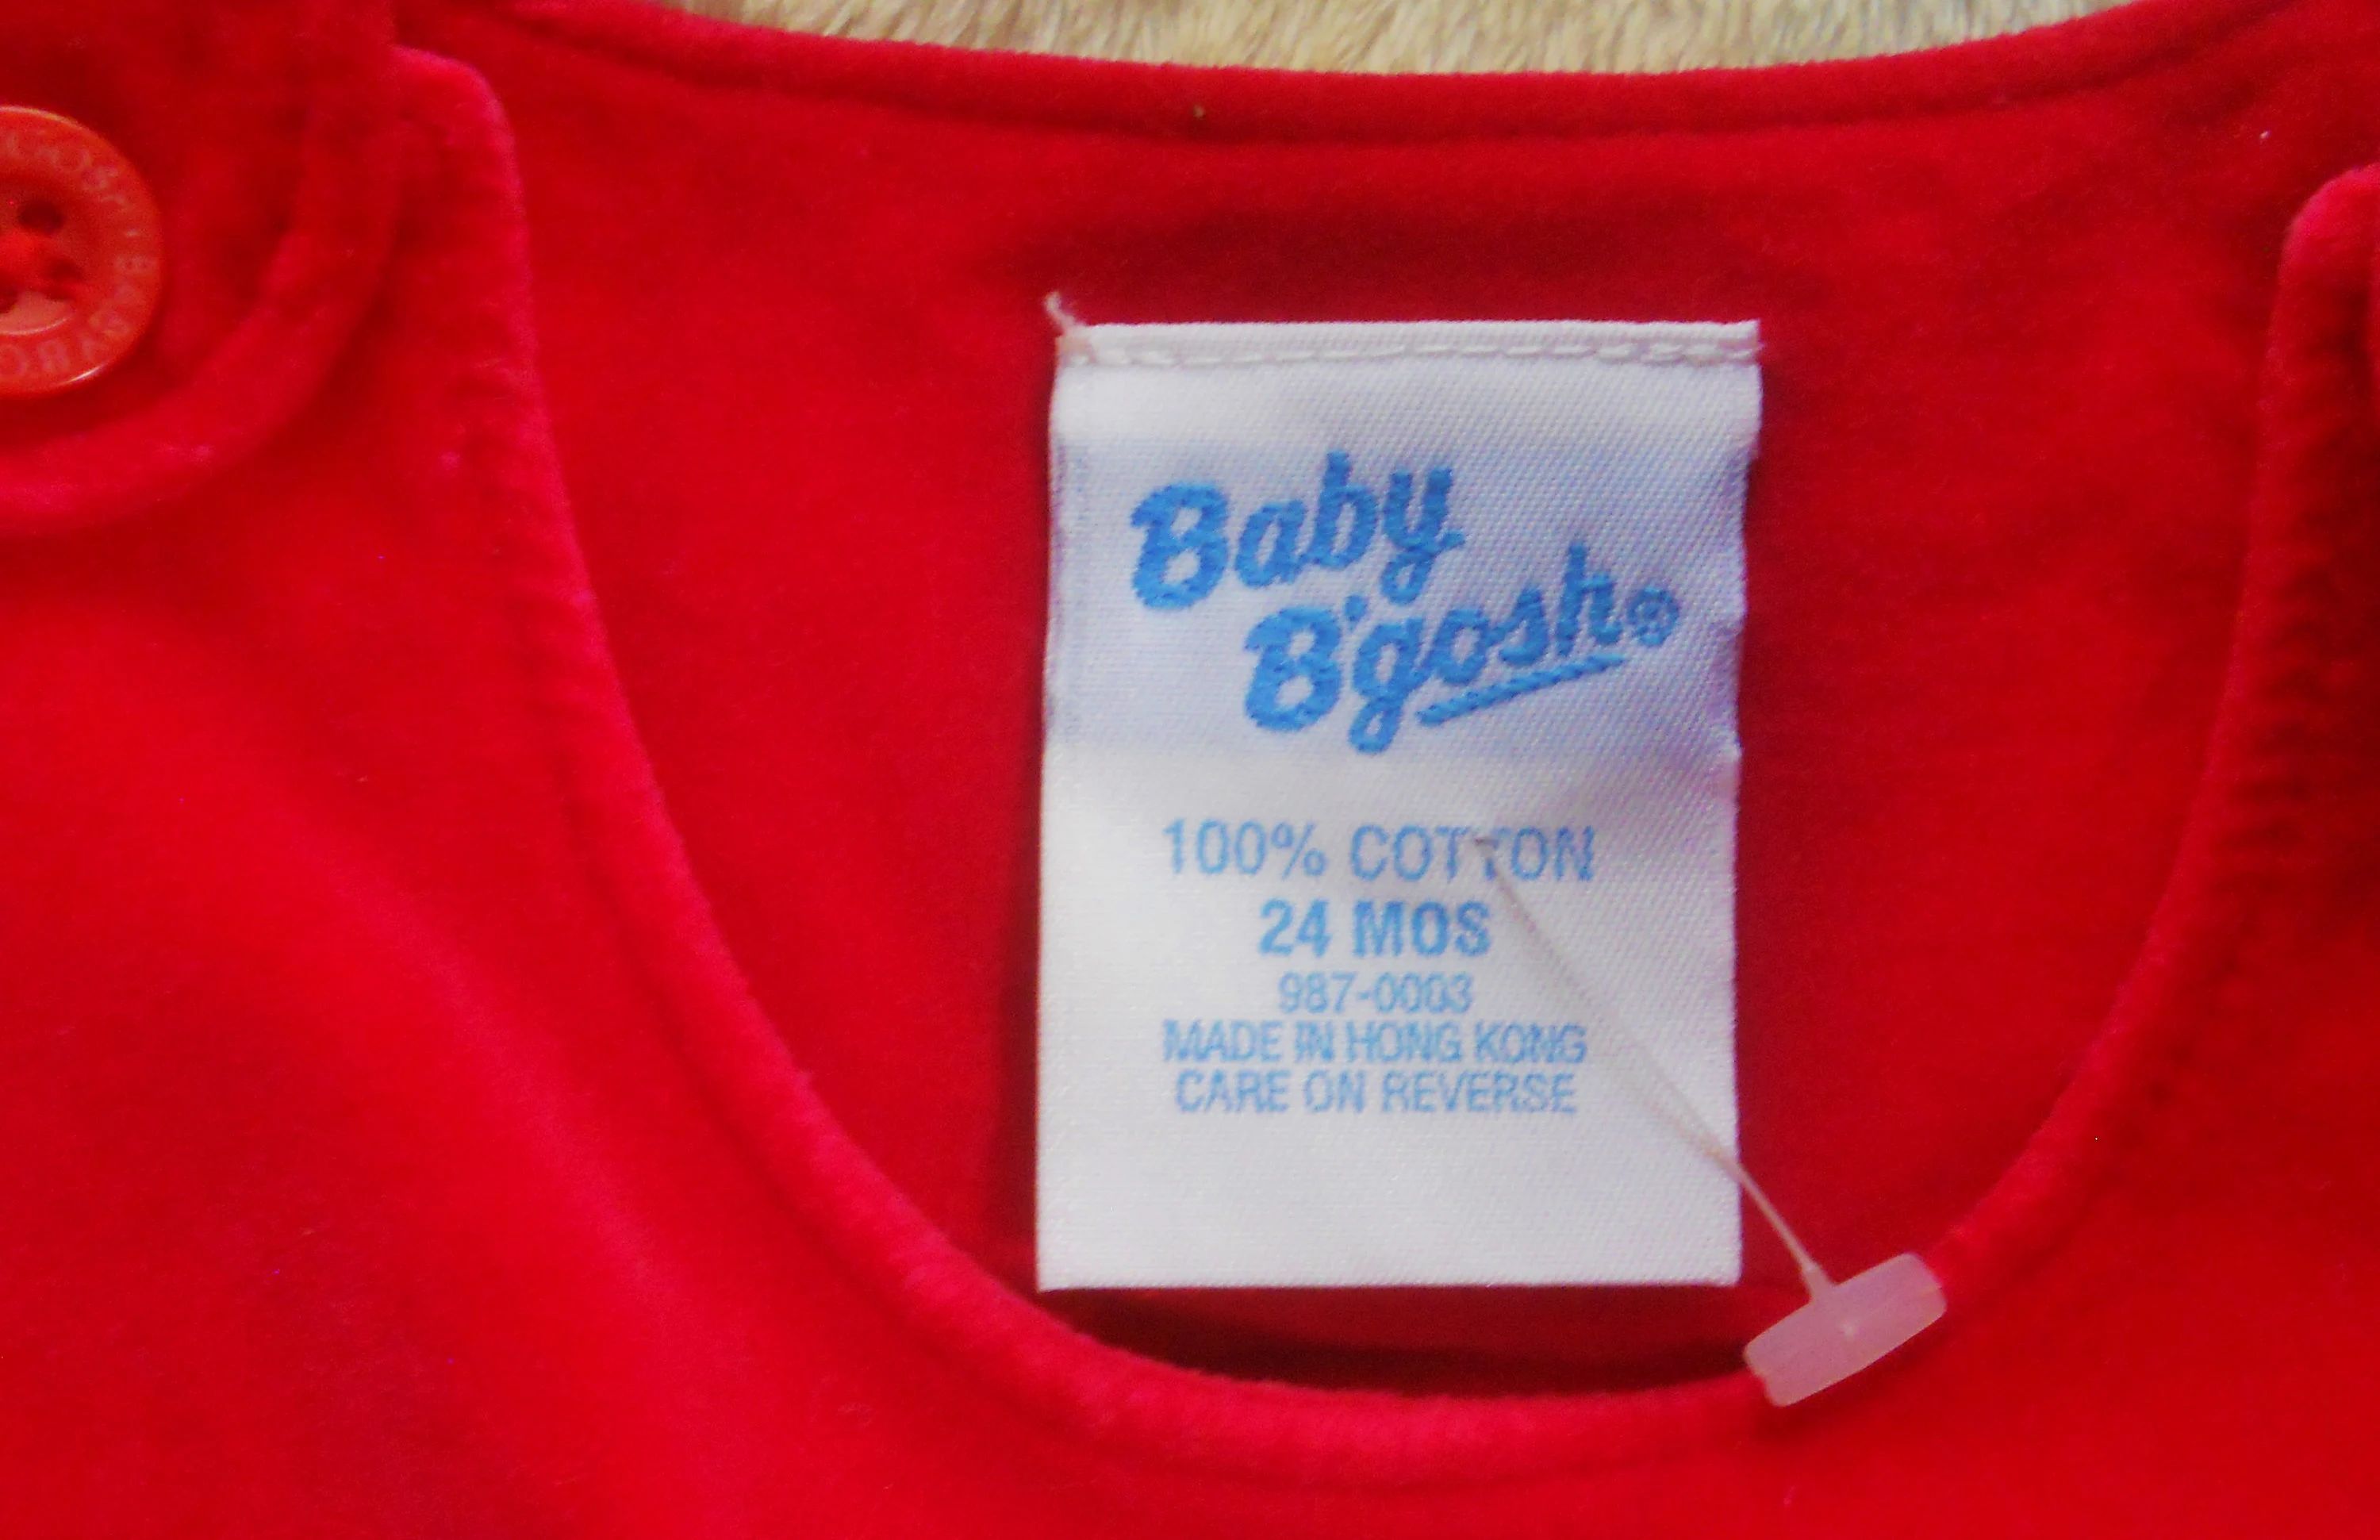 Baby
B'gosh®
100% COTTON
24 MOS
987-0003
MADE IN HONG KONG
CARE ON REVERSE